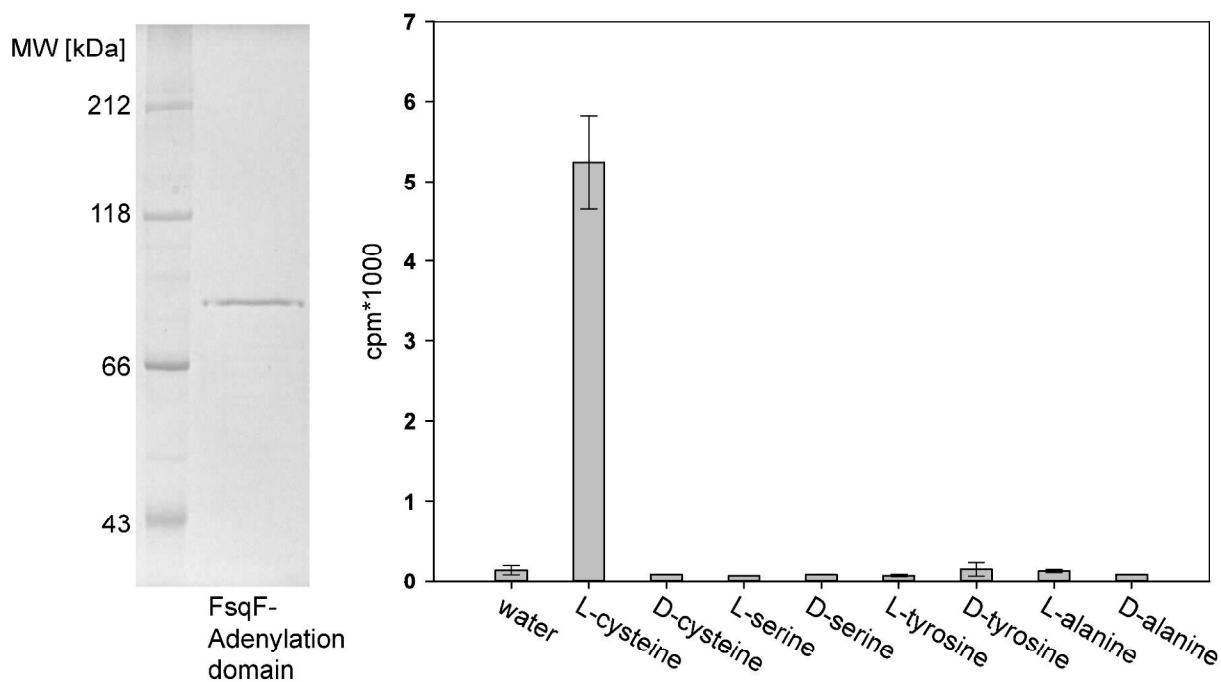 MW [kDa]
212
118
66
43
FsqF-
Adenylation
domain
7
6
5
4
3
2
1
0
cpm*1000
water
L-cysteine
D-cysteine
L-serine
D-serine
L-tyrosine
D-tyrosine
L-alanine
D-alanine